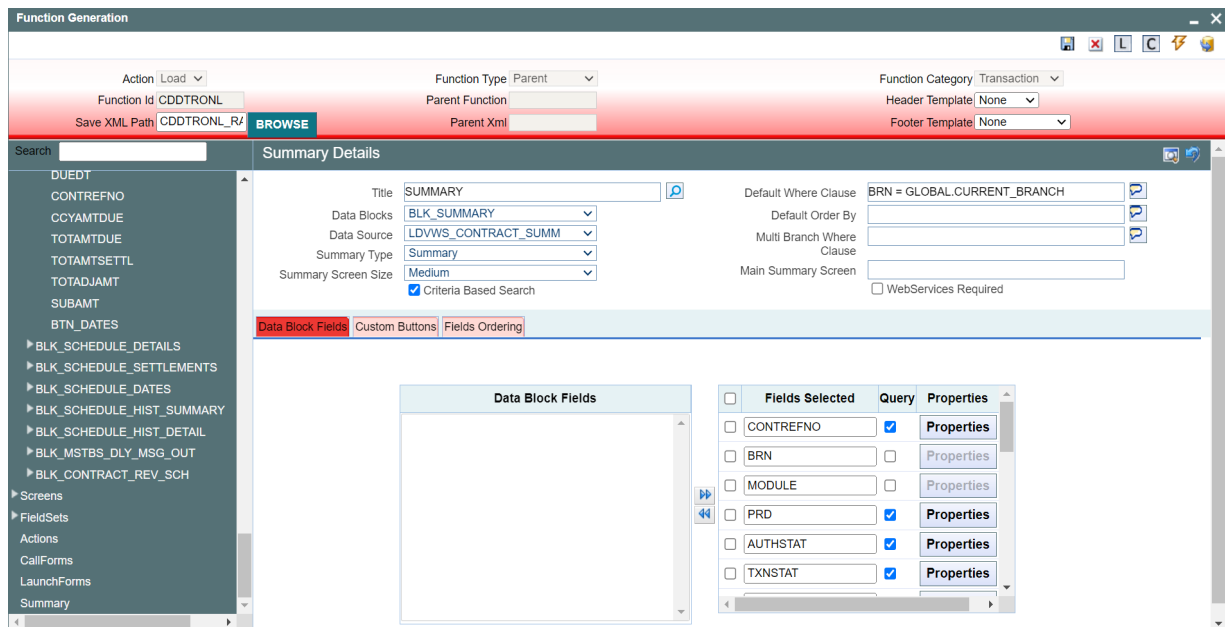 Function Generation
L C
Action Load Function Type Parent Function Category Transaction
Function Id CDDTRONL Parent Function Header Template None
Save XML Path CDDTRONL_RA BROWSE Parent Xml Footer Template None
Search
Summary Details
DUEDT
CONTREFNO
CCYAMTDUE
TOTAMTDUE
TOTAMTSETTL
TOTADJAMT
SUBAMT
BTN_DATES
BLK_SCHEDULE_DETAILS
BLK_SCHEDULE_SETTLEMENTS
BLK_SCHEDULE_DATES
BLK_SCHEDULE_HIST_SUMMARY
BLK_SCHEDULE_HIST_DETAIL
BLK_MSTBS_DLY_MSG_OUT
BLK_CONTRACT_REV_SCH
Screens
FieldSets
Actions
CallForms
LaunchForms
Summary
Title SUMMARY
Data Blocks BLK_SUMMARY
Data Source LDVWS_CONTRACT_SUMM
Summary Type Summary
Summary Screen Size Medium
Criteria Based Search
Default Where Clause BRN = GLOBAL.CURRENT_BRANCH
Default Order By
Multi Branch Where
Clause
Main Summary Screen
WebServices Required
Data Block Fields Custom Buttons Fields Ordering
Data Block Fields
Fields Selected Query Properties
CONTREFNO Properties
BRN Properties
MODULE Properties
PRD Properties
AUTHSTAT Properties
TXNSTAT Properties